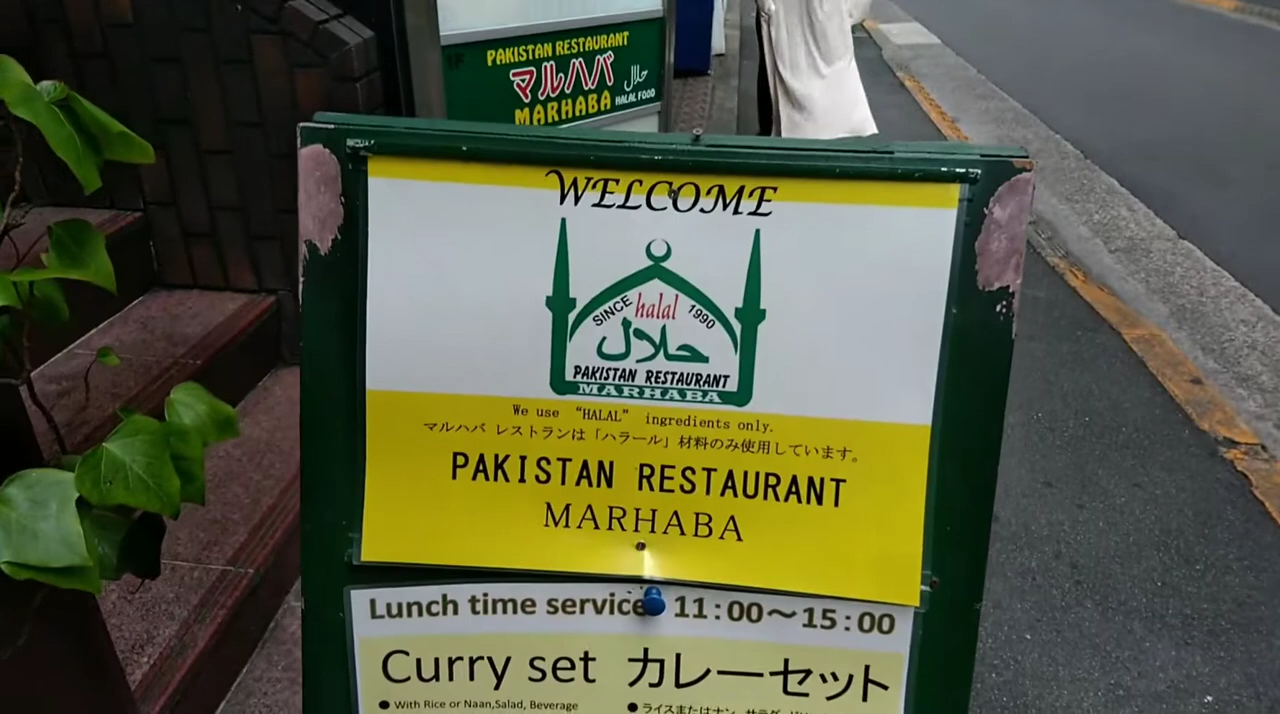 PAKISTAN RESTAURANT
マルハバ
حلال
MARHABA HALAL FOOD
WELCOME
SINCE halal 1990
حلال
PAKISTAN RESTAURANT
MARHABA
We use “HALAL” ingredients only.
マルハバ レストランは「ハラール」材料のみ使用しています。
PAKISTAN RESTAURANT
MARHABA
Lunch time service 11:00～15:00
Curry set カレーセット
● With Rice or Naan,Salad, Beverage
● ライスまたはナン、サラダ、